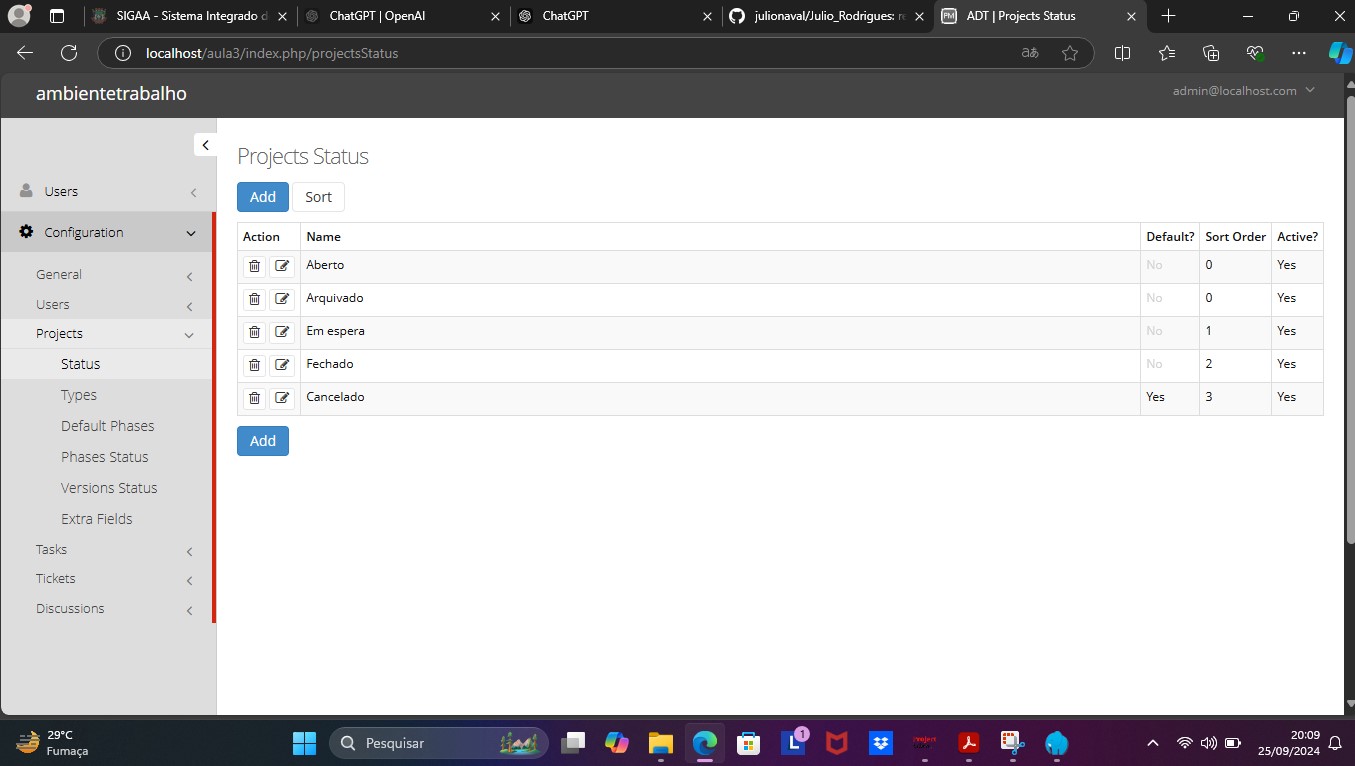 SIGAA - Sistema Integrado d
ChatGPT | OpenAI
ChatGPT
julionaval/Julio_Rodrigues: re
PM ADT | Projects Status
localhost/aula3/index.php/projectsStatus
ambientetrabalho
admin@localhost.com
Users
Configuration
General
Users
Projects
Status
Types
Default Phases
Phases Status
Versions Status
Extra Fields
Tasks
Tickets
Discussions
Projects Status
Add Sort
Action Name Default? Sort Order Active?
Aberto No 0 Yes
Arquivado No 0 Yes
Em espera No 1 Yes
Fechado No 2 Yes
Cancelado Yes 3 Yes
Add
29°C
Fumaça
Pesquisar
L 1
20:09
25/09/2024